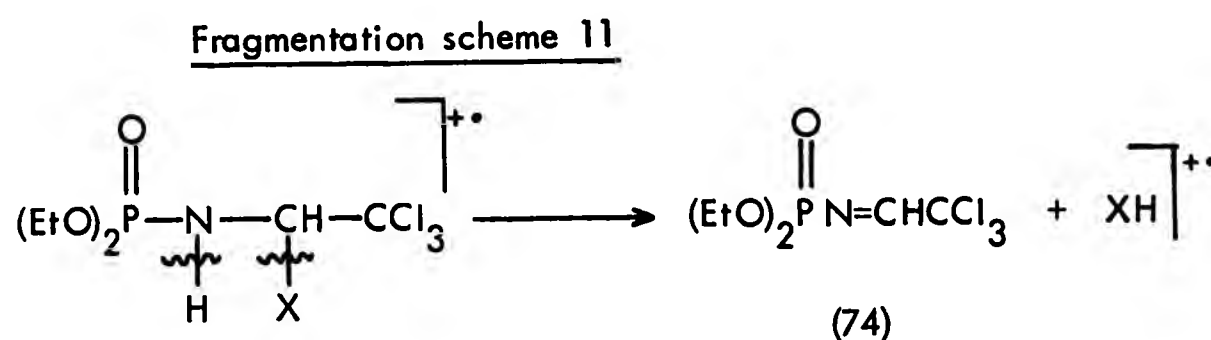 Fragmentation scheme 11
O
(EtO)₂P—N—CH—CCl₃ ⁺•
H X
O
(EtO)₂P N=CHCCl₃ + XH ⁺•
(74)